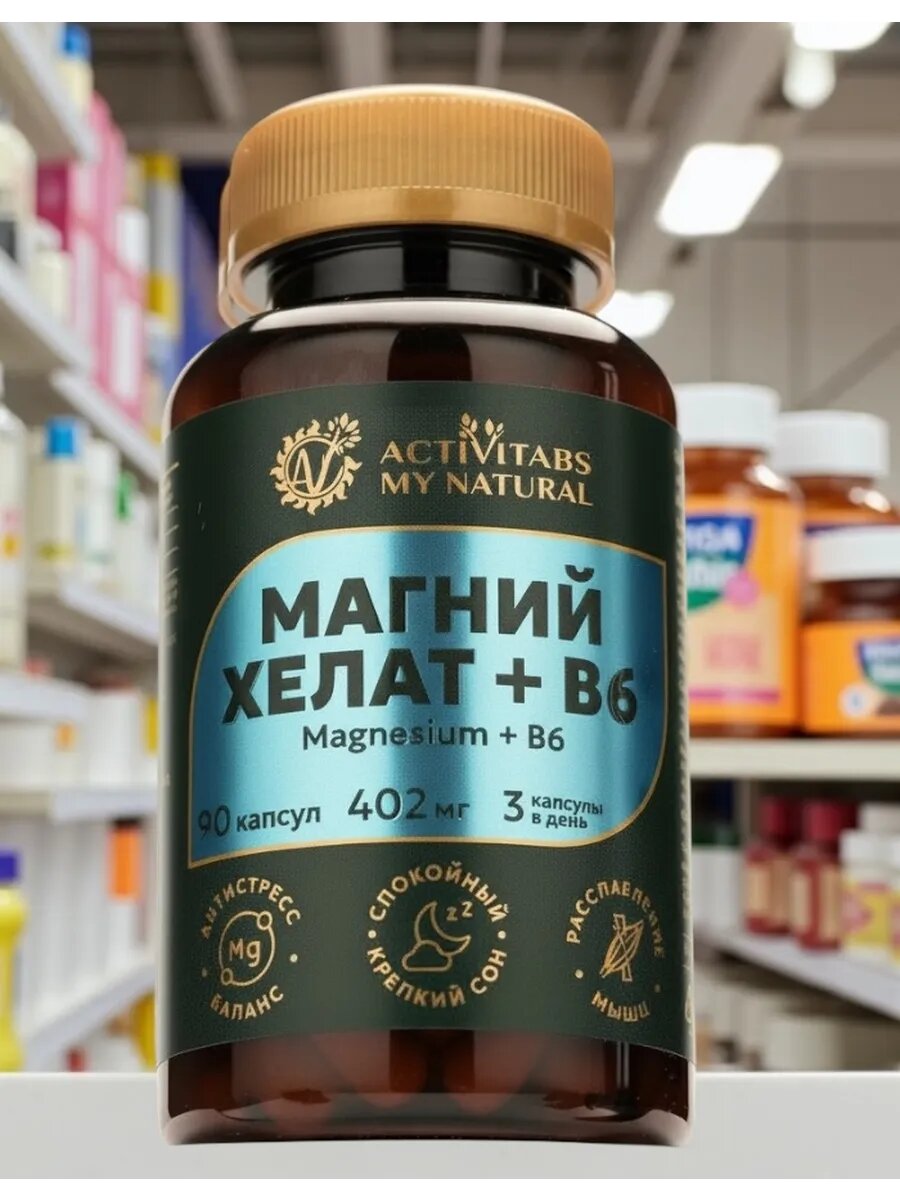 AV
ACTIVITABS
MY NATURAL
МАГНИЙ
ХЕЛАТ + B6
Magnesium + B6
90 капсул
402 мг
3 капсулы
в день
АНТИСТРЕСС
Mg
БАЛАНС
СПОКОЙНЫЙ
z z
КРЕПКИЙ СОН
РАССЛАБЛЕНИЕ
МЫШЦ